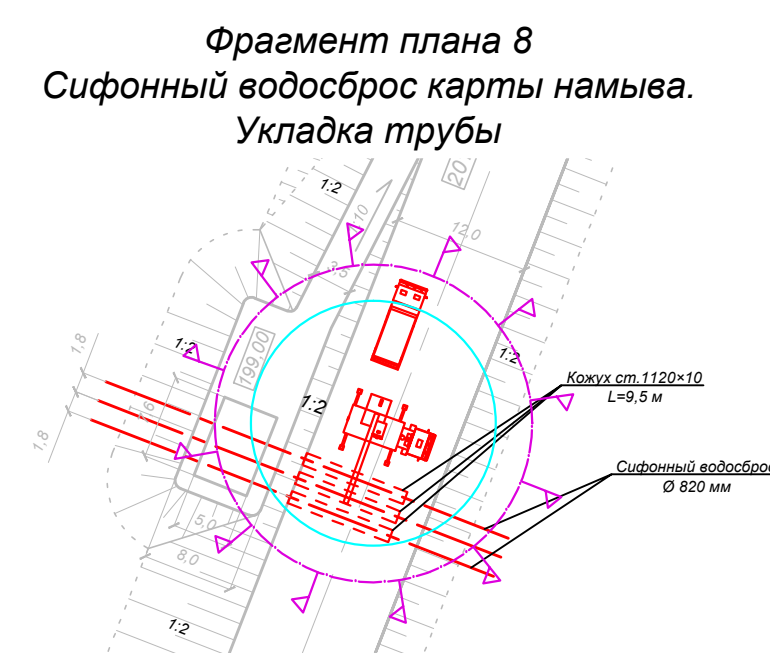 Фрагмент плана 8
Сифонный водосброс карты намыва.
Укладка трубы
1:2
12,0
3,5
1:2
199,00
1:2
1:2
1,8
1,8
Кожух ст.1120×10
L=9,5 м
Сифонный водосброс
Ø 820 мм
5,0
8,0
1:2